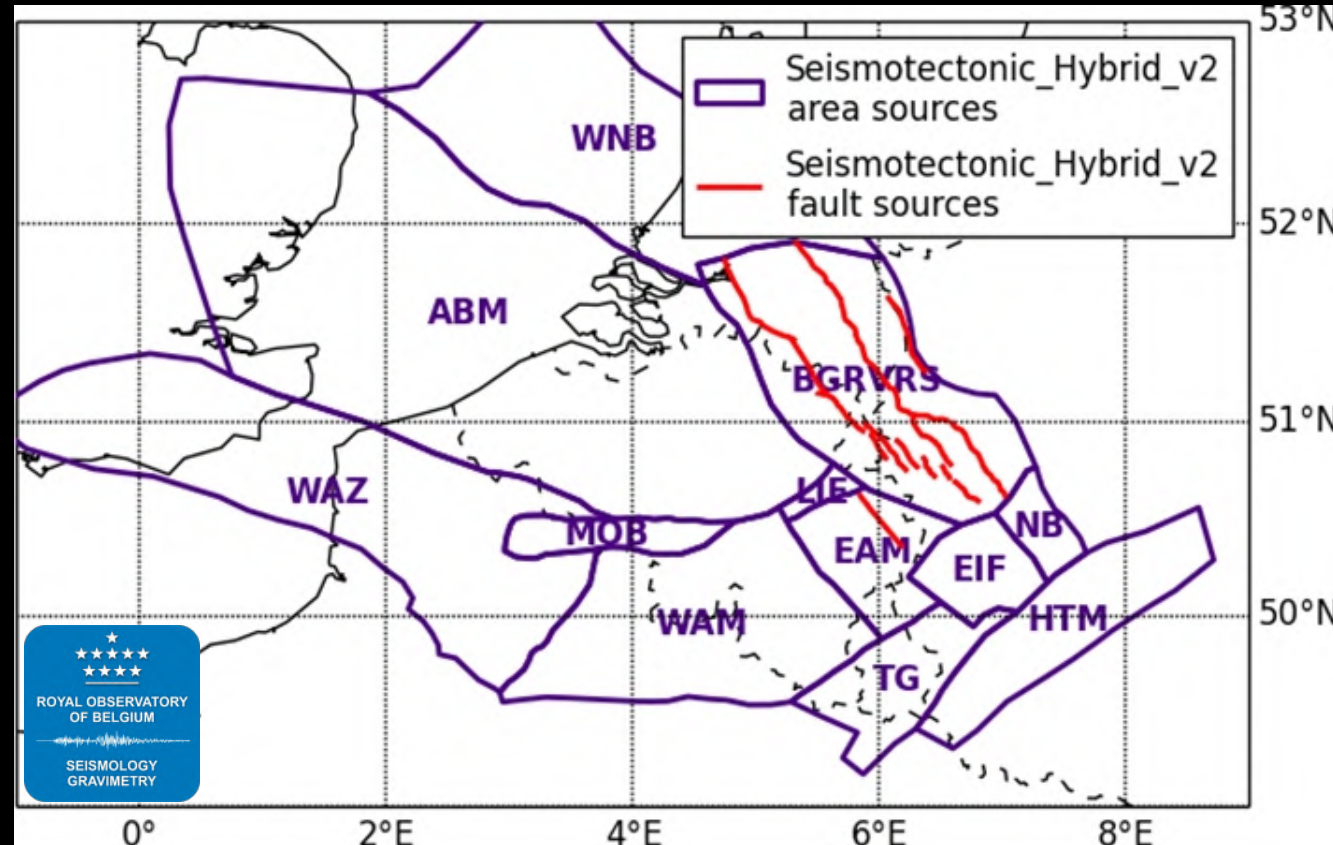 53°N
Seismotectonic_Hybrid_v2
area sources
WNB
Seismotectonic_Hybrid_v2
fault sources
52°N
ABM
BGRVRS
51°N
WAZ
LIE
MOB
NB
EAM
EIF
WAM
HTM
50°N
TG
ROYAL OBSERVATORY
OF BELGIUM
SEISMOLOGY
GRAVIMETRY
0°
2°E
4°E
6°E
8°E